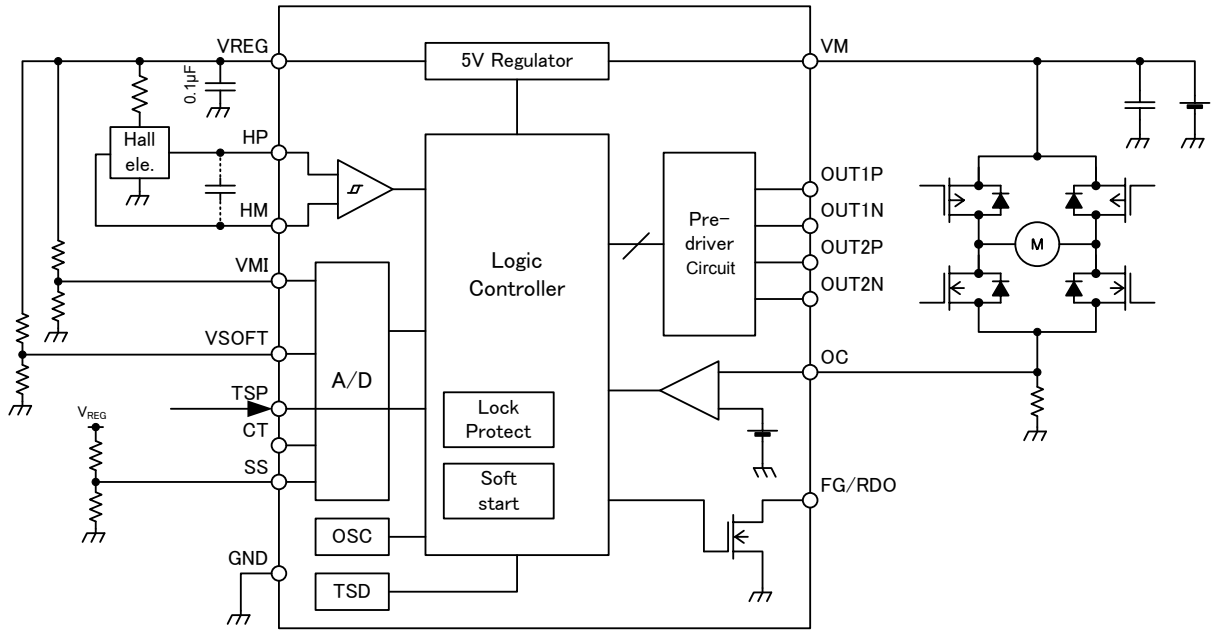 VREG
5V Regulator
VM
0.1μF
Hall
ele.
HP
HM
OUT1P
OUT1N
OUT2P
OUT2N
Pre-
driver
Circuit
M
Logic
Controller
VMI
VSOFT
A/D
OC
TSP
CT
SS
VREG
Lock
Protect
Soft
start
FG/RDO
OSC
GND
TSD